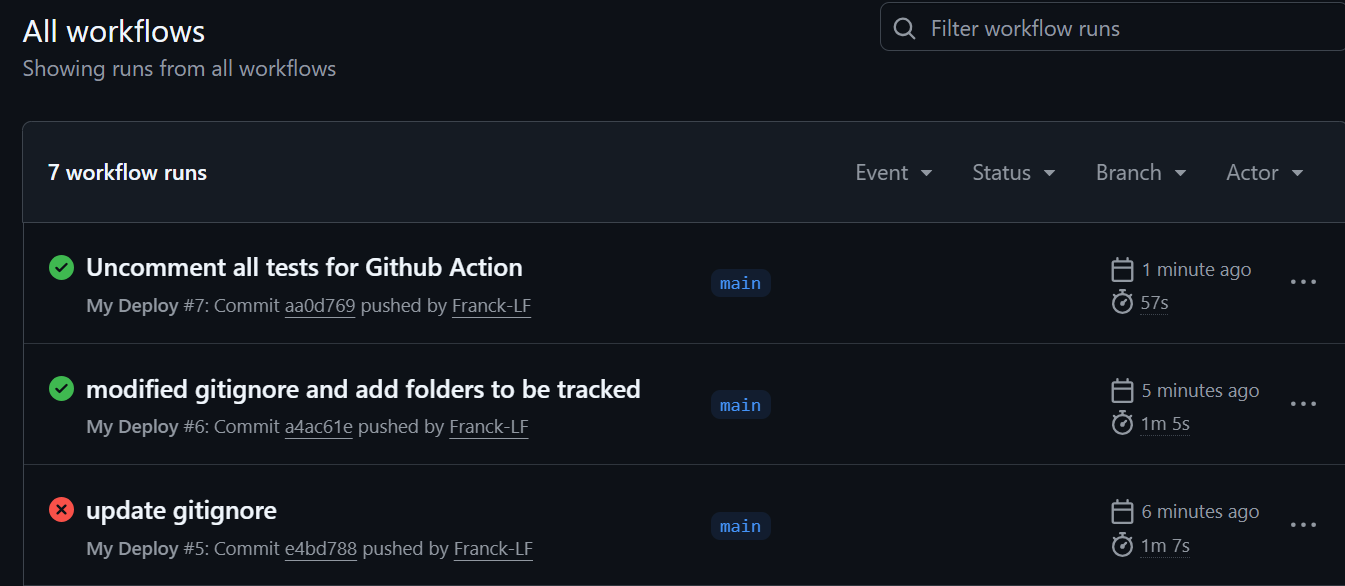 All workflows
Filter workflow runs
Showing runs from all workflows
7 workflow runs
Event
Status
Branch
Actor
Uncomment all tests for Github Action
My Deploy #7: Commit aa0d769 pushed by Franck-LF
main
1 minute ago
57s
modified gitignore and add folders to be tracked
My Deploy #6: Commit a4ac61e pushed by Franck-LF
main
5 minutes ago
1m 5s
update gitignore
My Deploy #5: Commit e4bd788 pushed by Franck-LF
main
6 minutes ago
1m 7s